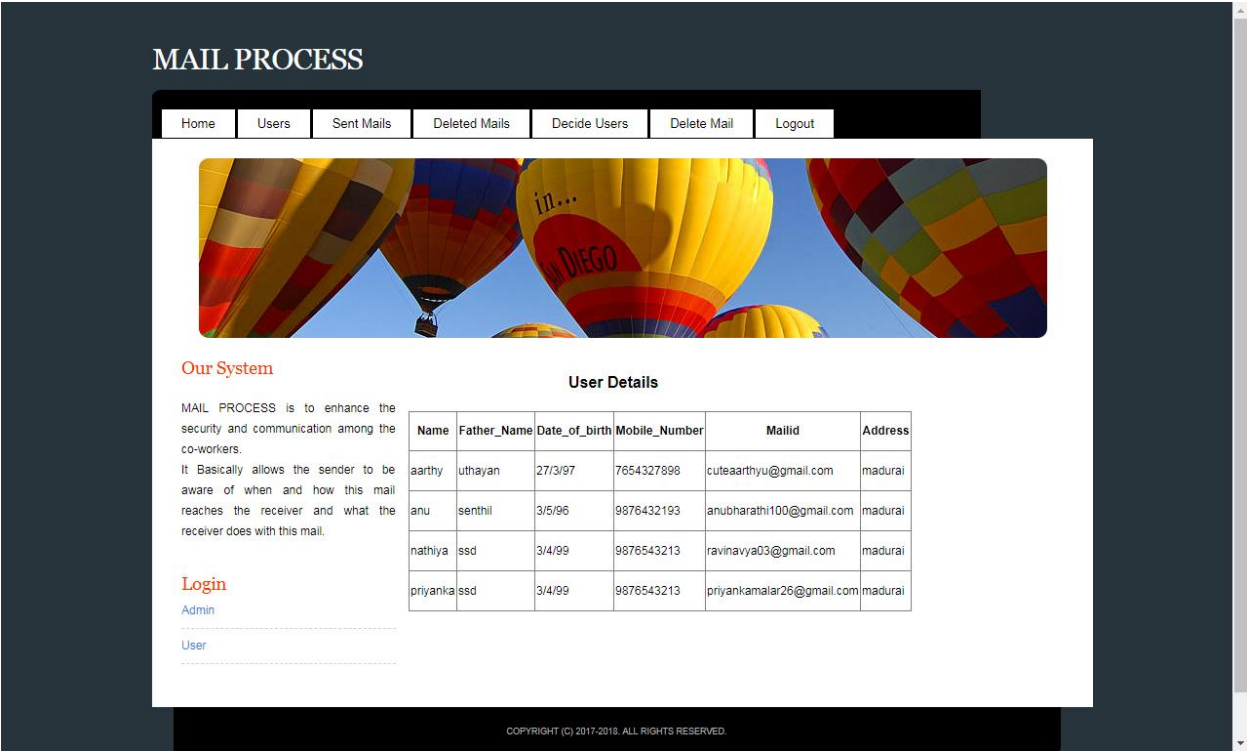 MAIL PROCESS
Home Users Sent Mails Deleted Mails Decide Users Delete Mail Logout
in...
SAN DIEGO
Our System
MAIL PROCESS is to enhance the
security and communication among the
co-workers.
It Basically allows the sender to be
aware of when and how this mail
reaches the receiver and what the
receiver does with this mail.
Login
Admin
User
User Details
Name Father_Name Date_of_birth Mobile_Number Mailid Address
aarthy uthayan 27/3/97 7654327898 cuteaarthyu@gmail.com madurai
anu senthil 3/5/96 9876432193 anubharathi100@gmail.com madurai
nathiya ssd 3/4/99 9876543213 ravinavya03@gmail.com madurai
priyanka ssd 3/4/99 9876543213 priyankamalar26@gmail.com madurai
COPYRIGHT (C) 2017-2018. ALL RIGHTS RESERVED.